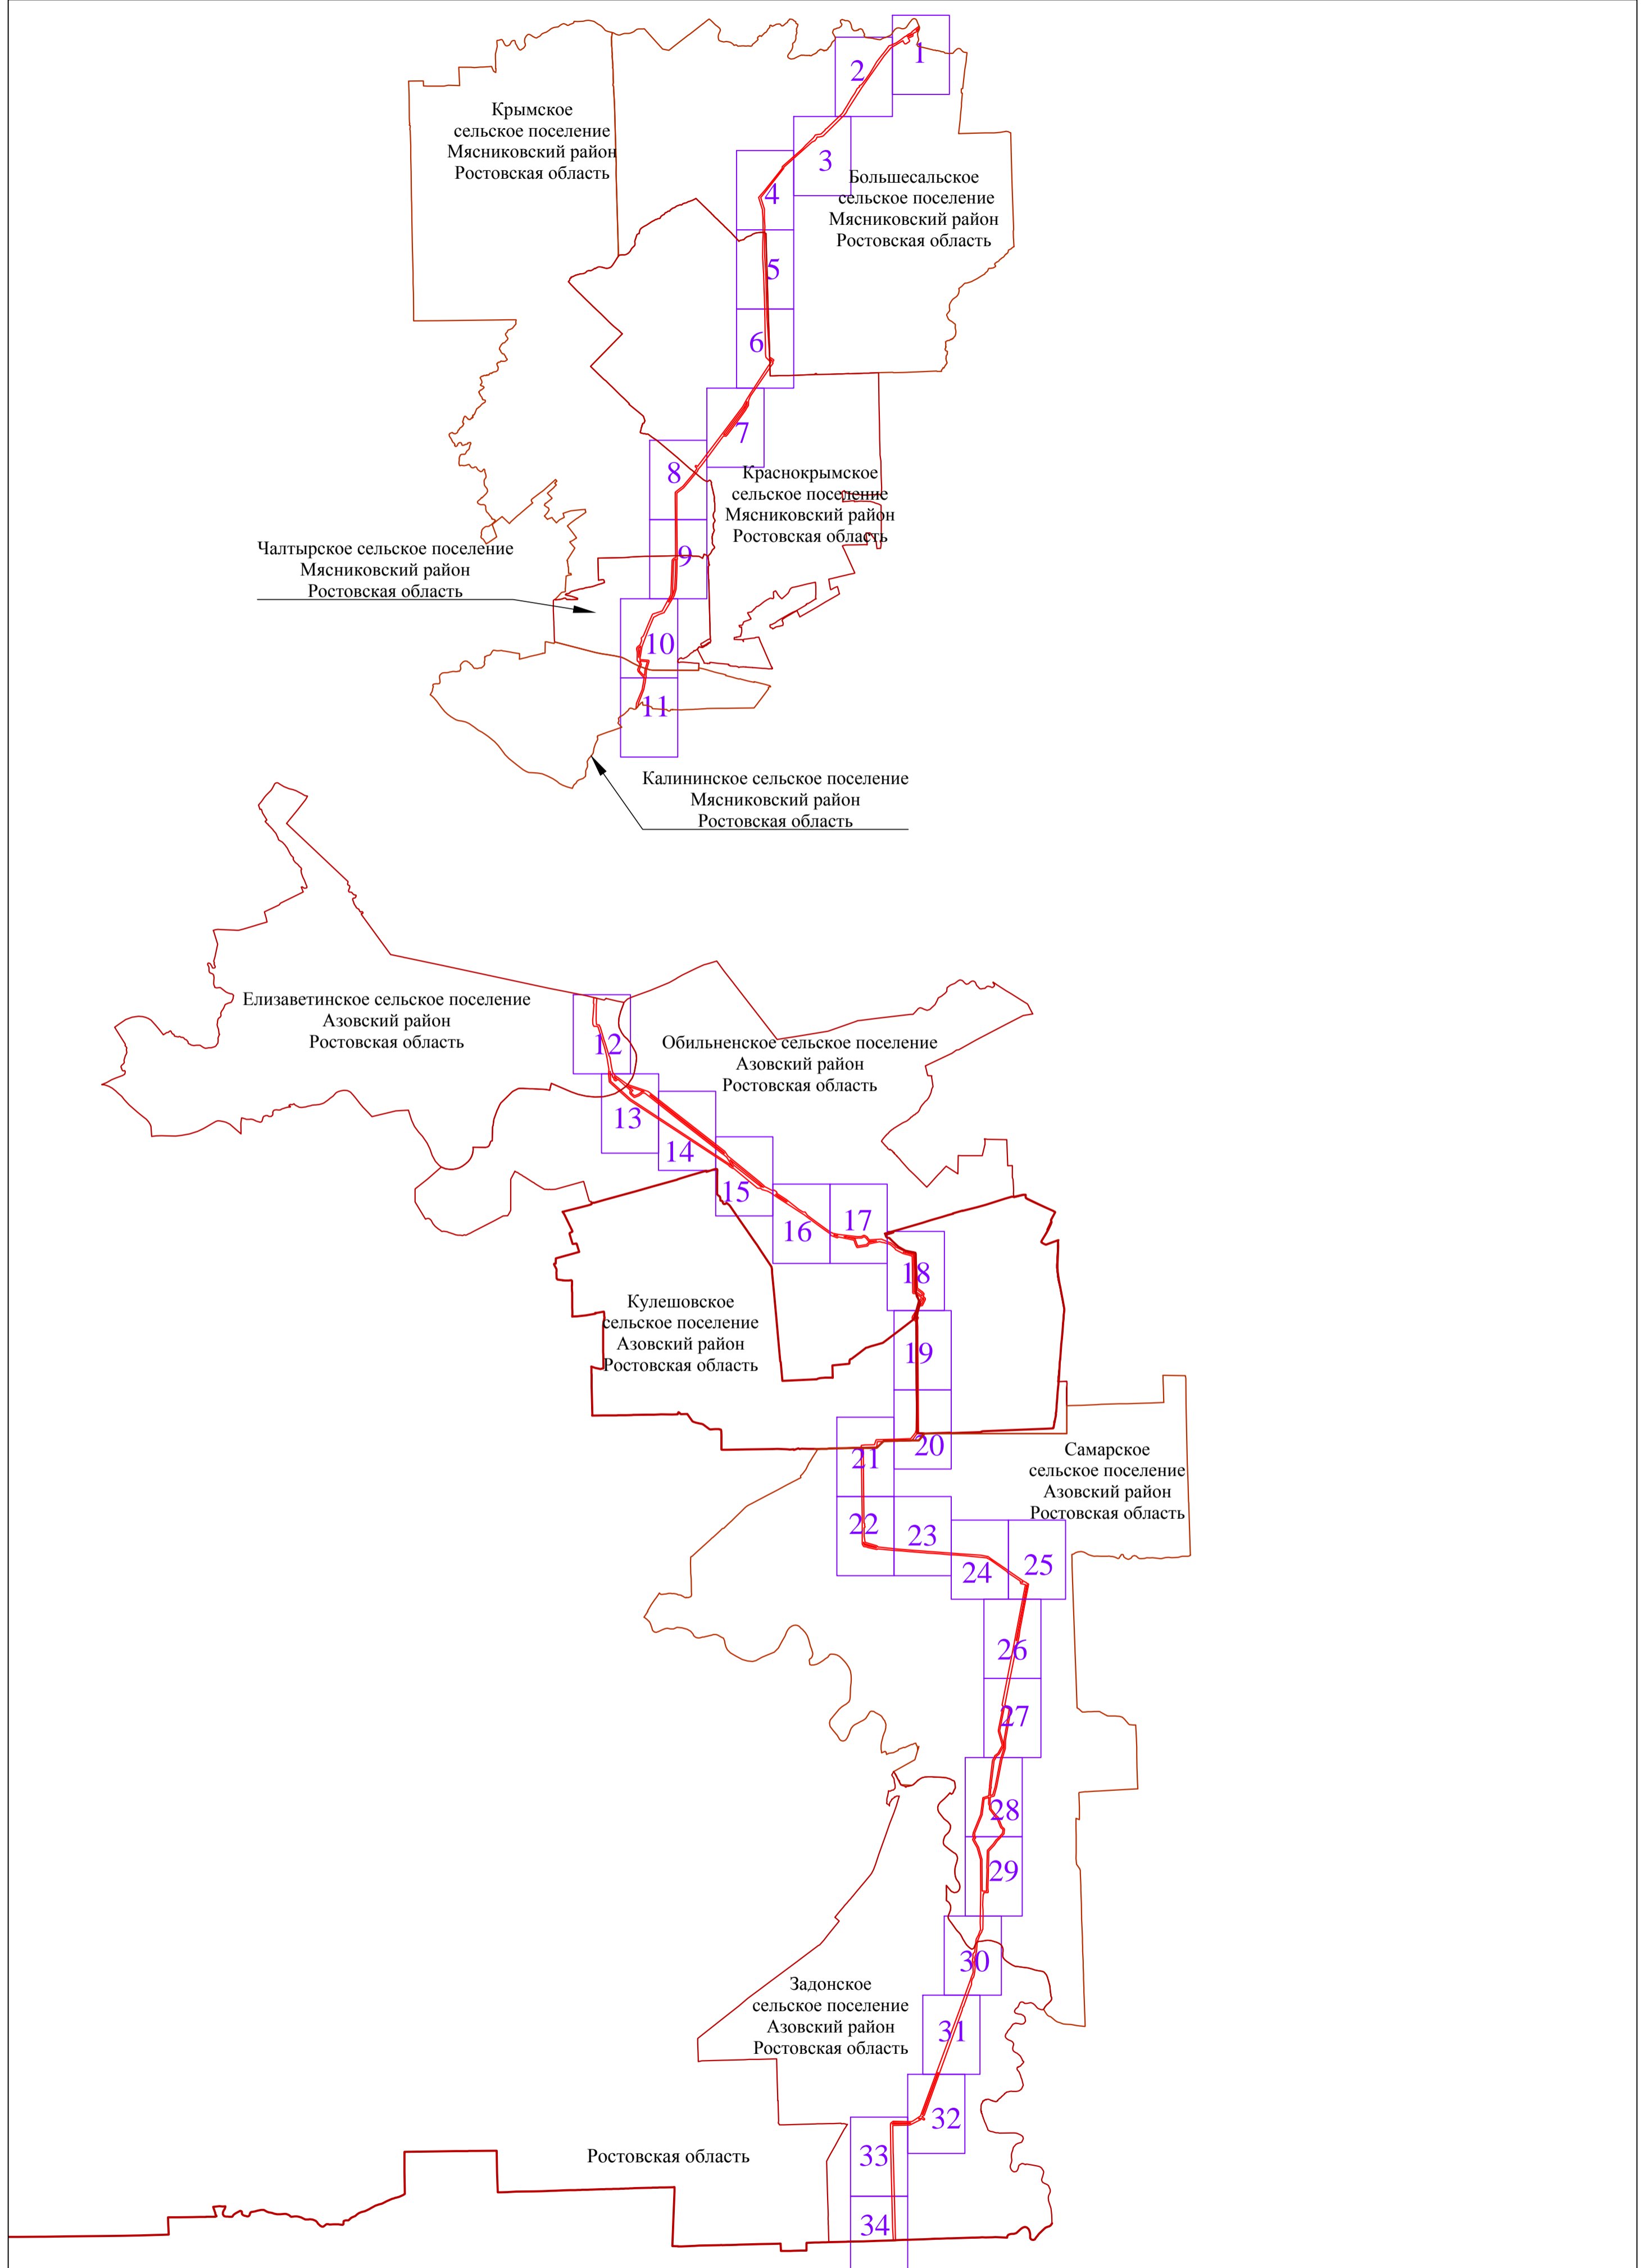 1
2
Крымское
сельское поселение
Мясниковский район
Ростовская область
3
Большесальское
сельское поселение
Мясниковский район
Ростовская область
4
5
6
7
8
Краснокрымское
сельское поселение
Мясниковский район
Ростовская область
9
Чалтырское сельское поселение
Мясниковский район
Ростовская область
10
11
Калининское сельское поселение
Мясниковский район
Ростовская область
Елизаветинское сельское поселение
Азовский район
Ростовская область
12
Обильненское сельское поселение
Азовский район
Ростовская область
13
14
15
16
17
18
Кулешовское
сельское поселение
Азовский район
Ростовская область
19
20
21
Самарское
сельское поселение
Азовский район
Ростовская область
22
23
24
25
26
27
28
29
30
Задонское
сельское поселение
Азовский район
Ростовская область
31
32
33
Ростовская область
34